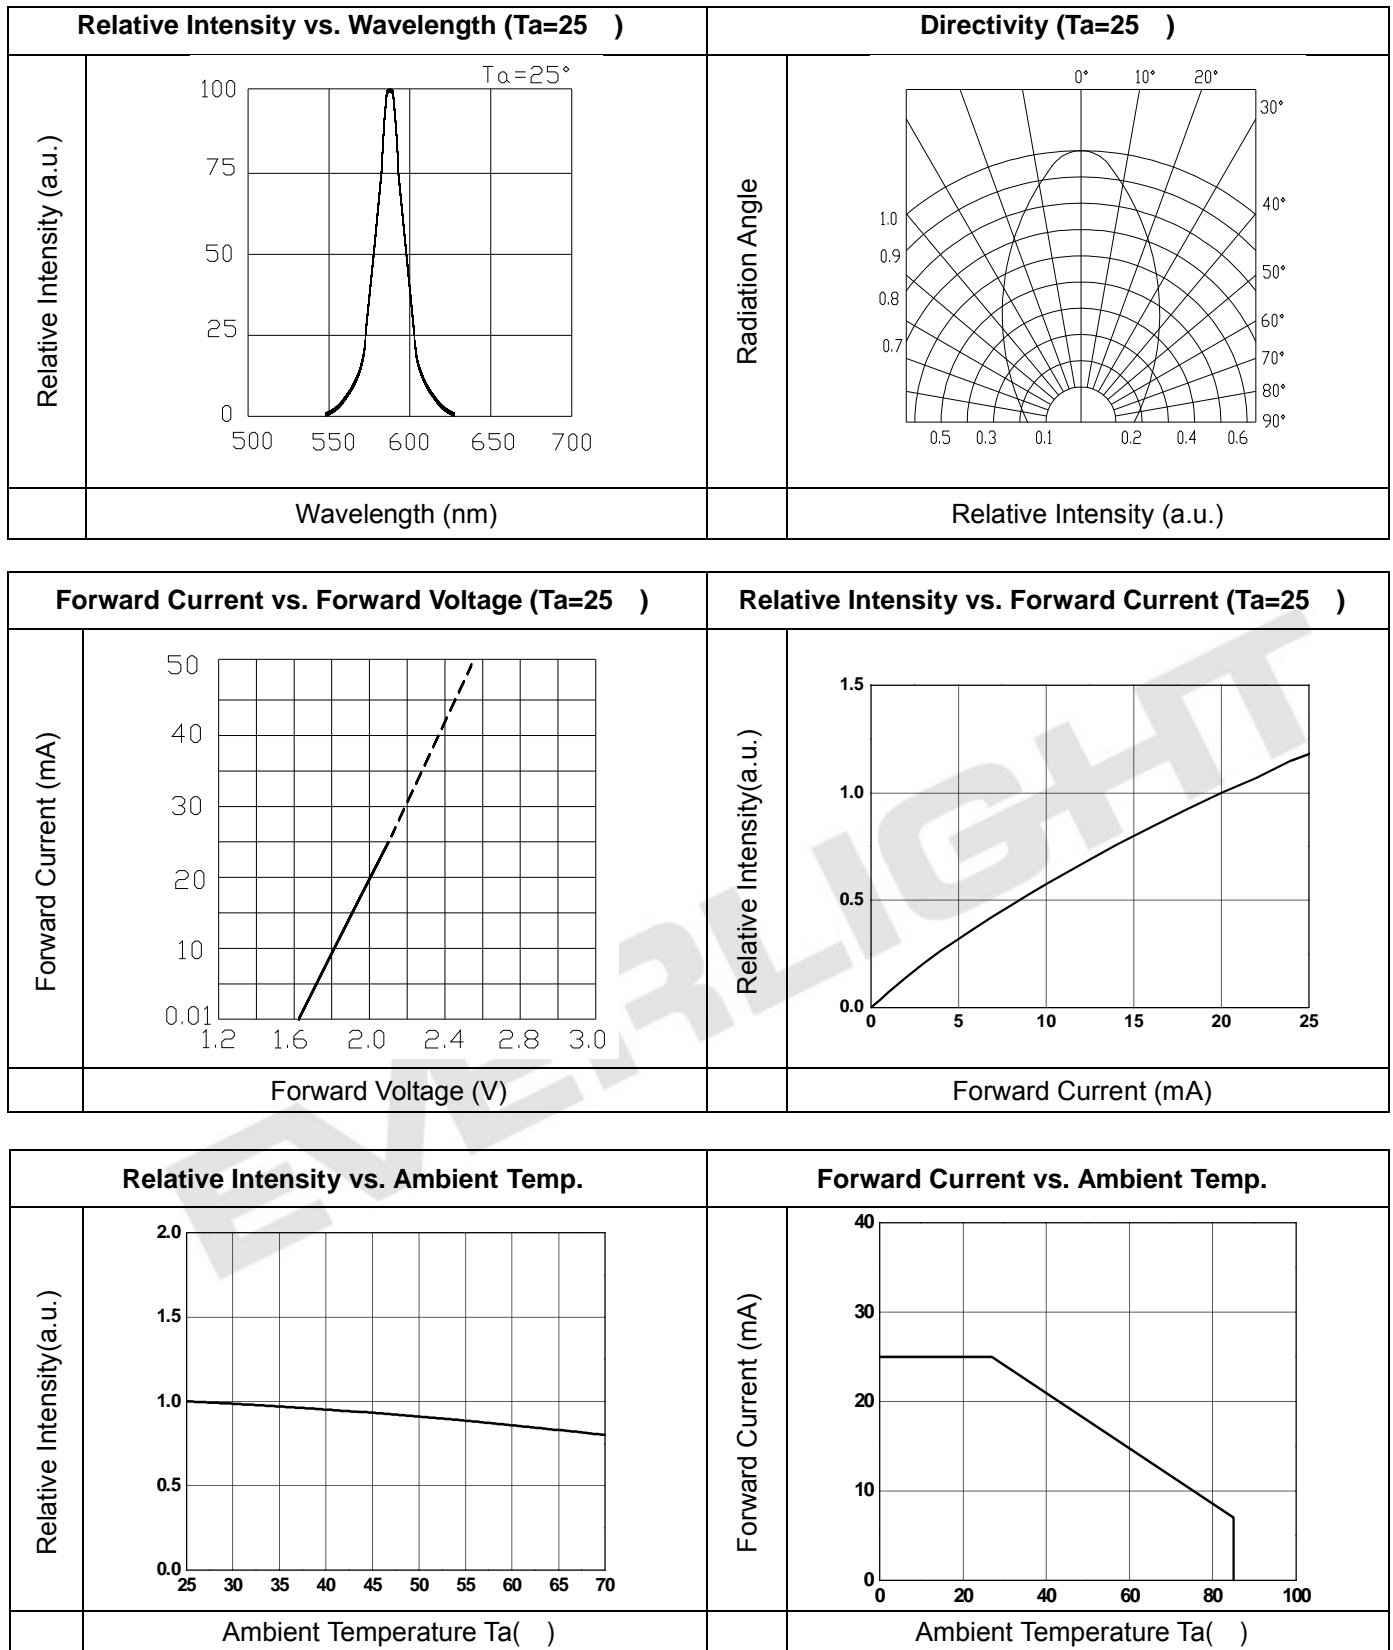 Relative Intensity vs. Wavelength (Ta=25 )
Directivity (Ta=25 )
Relative Intensity (a.u.)
Ta=25°
100
75
50
25
0
500 550 600 650 700
Wavelength (nm)
Radiation Angle
0° 10° 20°
30°
40°
50°
60°
70°
80°
90°
1.0
0.9
0.8
0.7
0.5 0.3 0.1 0.2 0.4 0.6
Relative Intensity (a.u.)
Forward Current vs. Forward Voltage (Ta=25 )
Relative Intensity vs. Forward Current (Ta=25 )
Forward Current (mA)
50
40
30
20
10
0.01
1.2 1.6 2.0 2.4 2.8 3.0
Forward Voltage (V)
Relative Intensity(a.u.)
1.5
1.0
0.5
0.0
0 5 10 15 20 25
Forward Current (mA)
EVERLIGHT
Relative Intensity vs. Ambient Temp.
Forward Current vs. Ambient Temp.
Relative Intensity(a.u.)
2.0
1.5
1.0
0.5
0.0
25 30 35 40 45 50 55 60 65 70
Ambient Temperature Ta( )
Forward Current (mA)
40
30
20
10
0
0 20 40 60 80 100
Ambient Temperature Ta( )